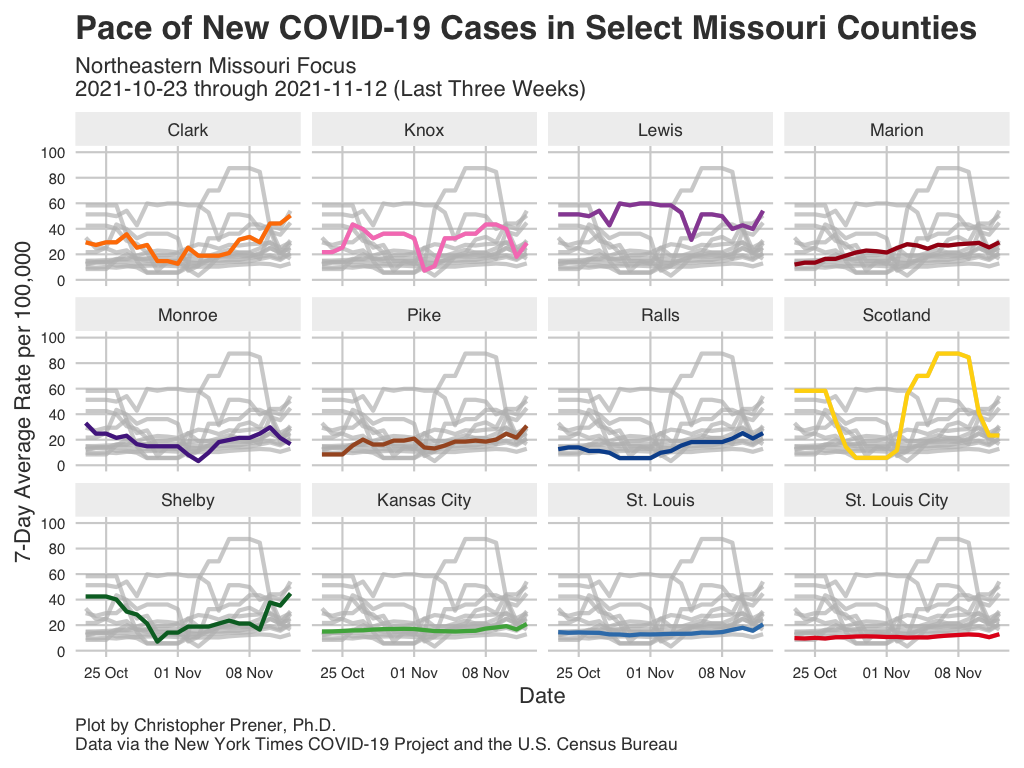 Pace of New COVID-19 Cases in Select Missouri Counties
Northeastern Missouri Focus
2021-10-23 through 2021-11-12 (Last Three Weeks)
Clark
Knox
Lewis
Marion
100
80
60
40
20
0
Monroe
Pike
Ralls
Scotland
100
80
60
40
20
0
Shelby
Kansas City
St. Louis
St. Louis City
100
80
60
40
20
0
7-Day Average Rate per 100,000
25 Oct 01 Nov 08 Nov
25 Oct 01 Nov 08 Nov
25 Oct 01 Nov 08 Nov
25 Oct 01 Nov 08 Nov
Date
Plot by Christopher Prener, Ph.D.
Data via the New York Times COVID-19 Project and the U.S. Census Bureau